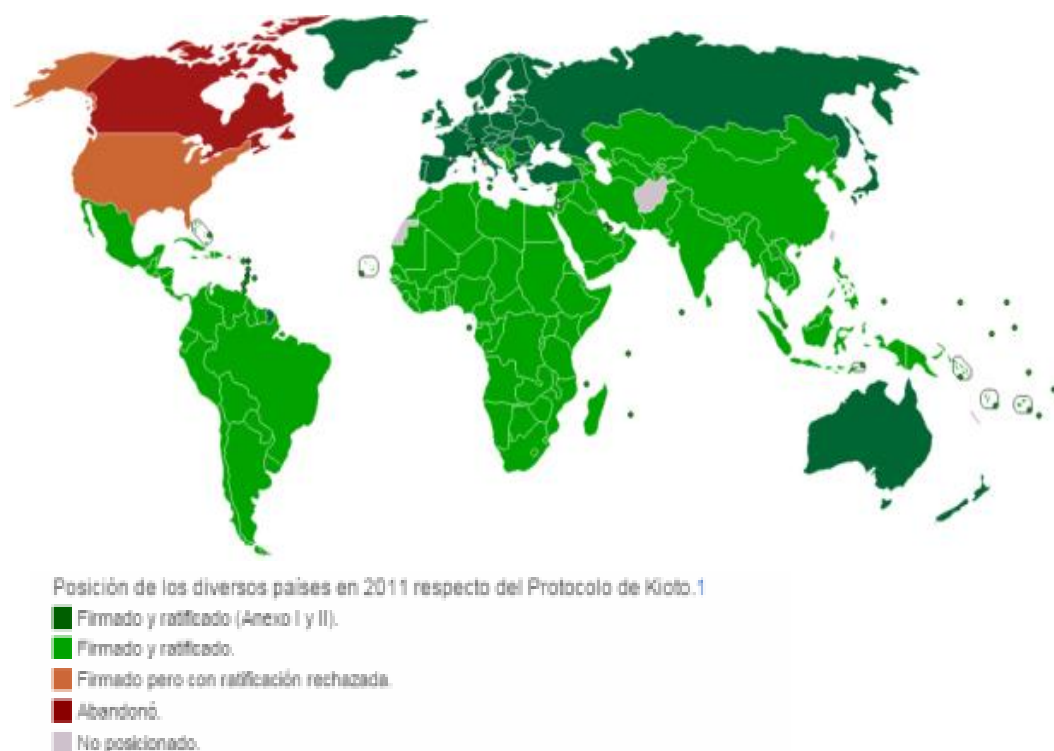 Posición de los diversos países en 2011 respecto del Protocolo de Kioto.1
Firmado y ratificado (Anexo I y II).
Firmado y ratificado.
Firmado pero con ratificación rechazada.
Abandonó.
No posicionado.